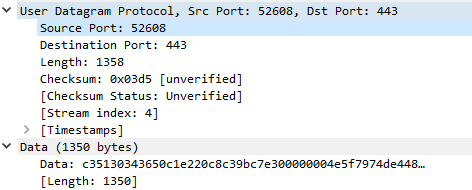 User Datagram Protocol, Src Port: 52608, Dst Port: 443
Source Port: 52608
Destination Port: 443
Length: 1358
Checksum: 0x03d5 [unverified]
[Checksum Status: Unverified]
[Stream index: 4]
[Timestamps]
Data (1350 bytes)
Data: c35130343650c1e220c8c39bc7e300000004e5f7974de448…
[Length: 1350]